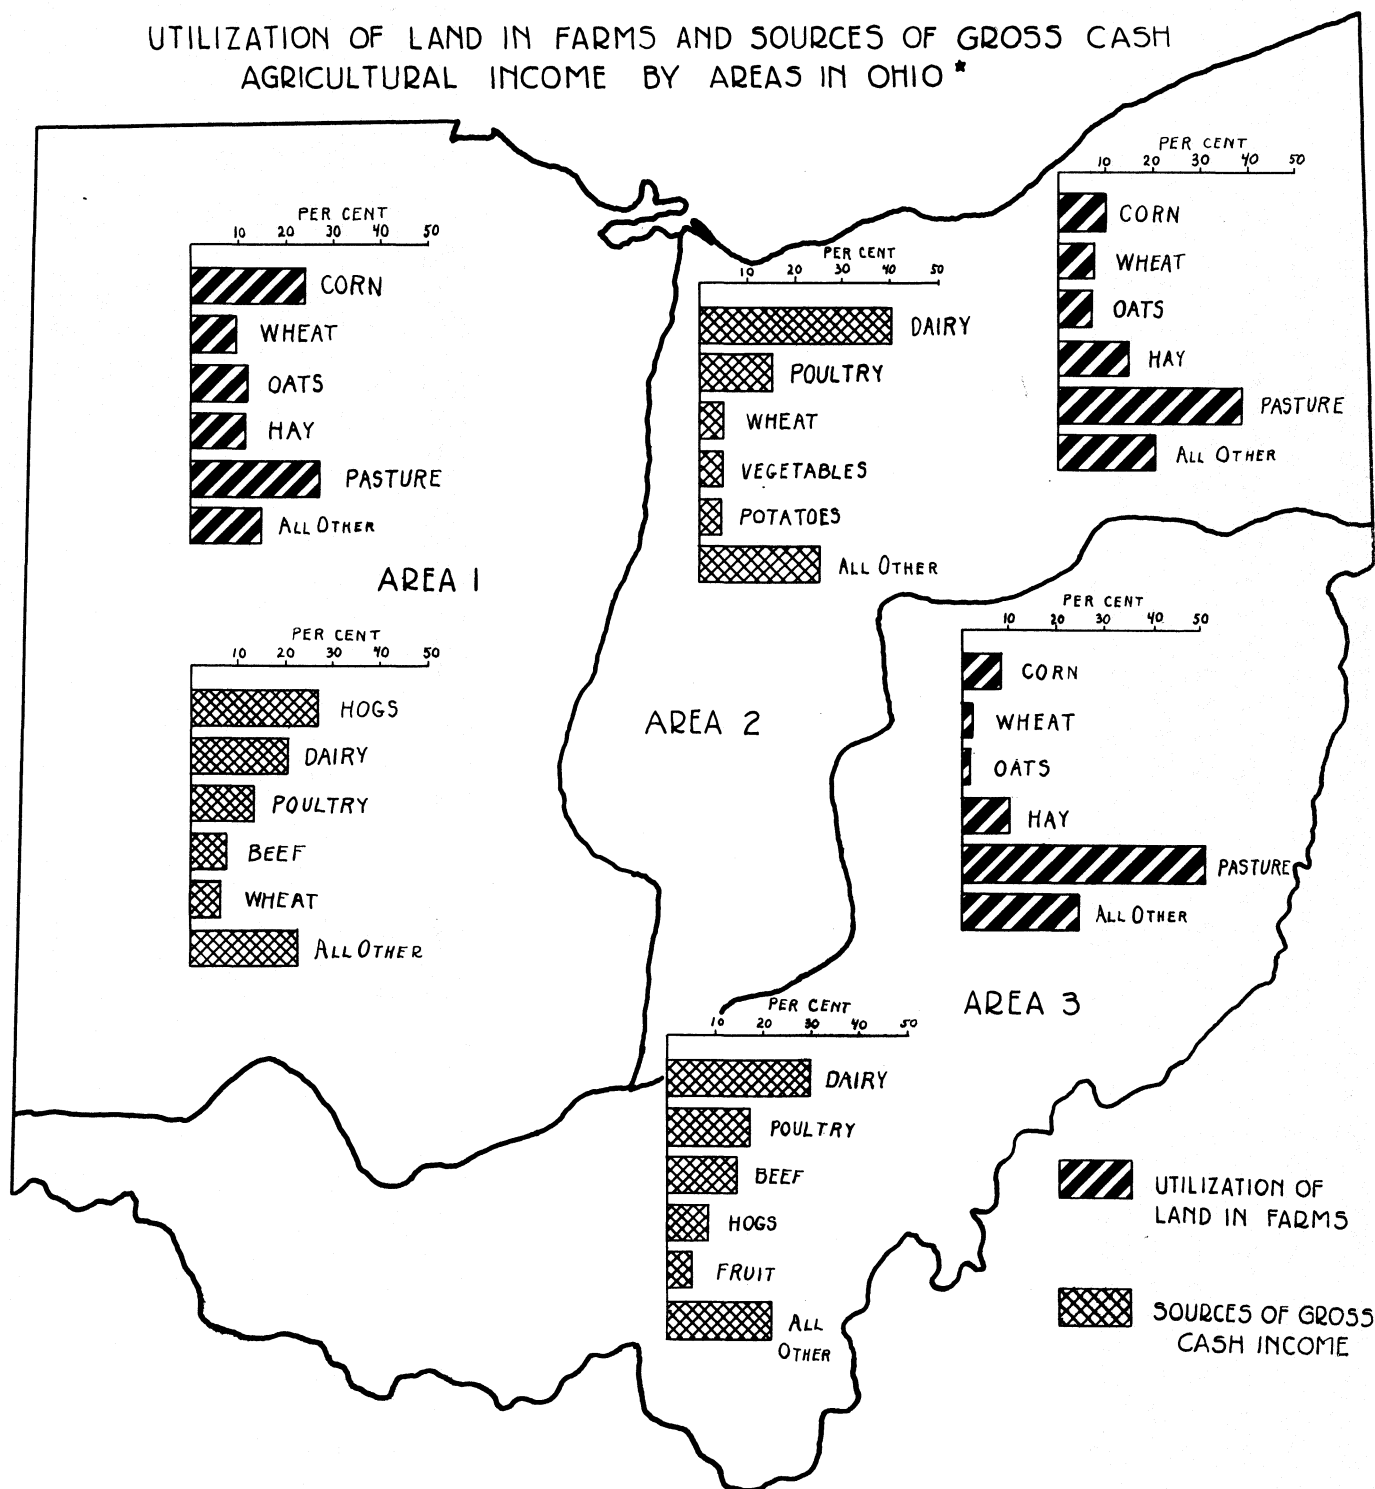 UTILIZATION OF LAND IN FARMS AND SOURCES OF GROSS CASH
AGRICULTURAL INCOME BY AREAS IN OHIO*
PER CENT
10 20 30 40 50
CORN
WHEAT
OATS
HAY
PASTURE
ALL OTHER
AREA 1
PER CENT
10 20 30 40 50
HOGS
DAIRY
POULTRY
BEEF
WHEAT
ALL OTHER
PER CENT
10 20 30 40 50
DAIRY
POULTRY
WHEAT
VEGETABLES
POTATOES
ALL OTHER
PER CENT
10 20 30 40 50
CORN
WHEAT
OATS
HAY
PASTURE
ALL OTHER
AREA 2
PER CENT
10 20 30 40 50
CORN
WHEAT
OATS
HAY
PASTURE
ALL OTHER
AREA 3
PER CENT
10 20 30 40 50
DAIRY
POULTRY
BEEF
HOGS
FRUIT
ALL
OTHER
UTILIZATION OF
LAND IN FARMS
SOURCES OF GROSS
CASH INCOME